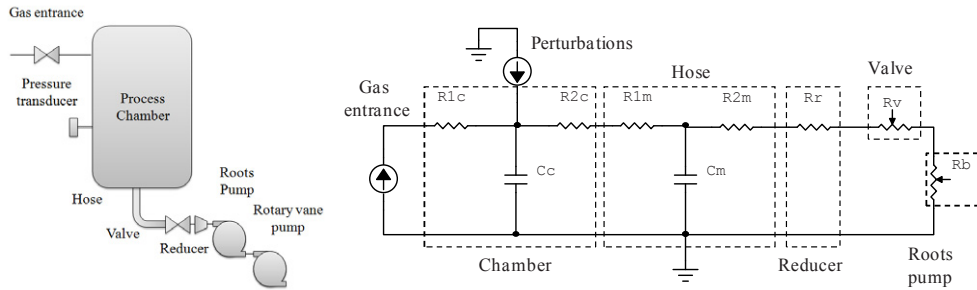 Gas entrance
Pressure
transducer
Process
Chamber
Hose
Valve
Reducer
Roots
Pump
Rotary vane
pump
Perturbations
Gas
entrance
Hose
Valve
R1c
R2c
R1m
R2m
Rr
Rv
Rb
Cc
Cm
Chamber
Reducer
Roots
pump